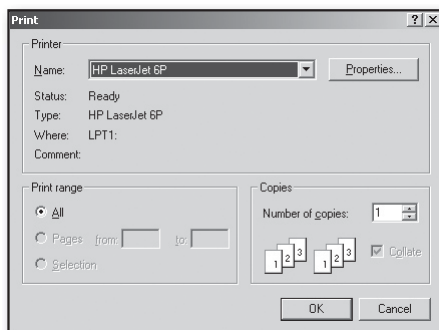 Print
Printer
Name: HP LaserJet 6P Properties...
Status: Ready
Type: HP LaserJet 6P
Where: LPT1:
Comment:
Print range
All
Pages from: to:
Selection
Copies
Number of copies: 1
1 2 3 1 2 3 Collate
OK Cancel